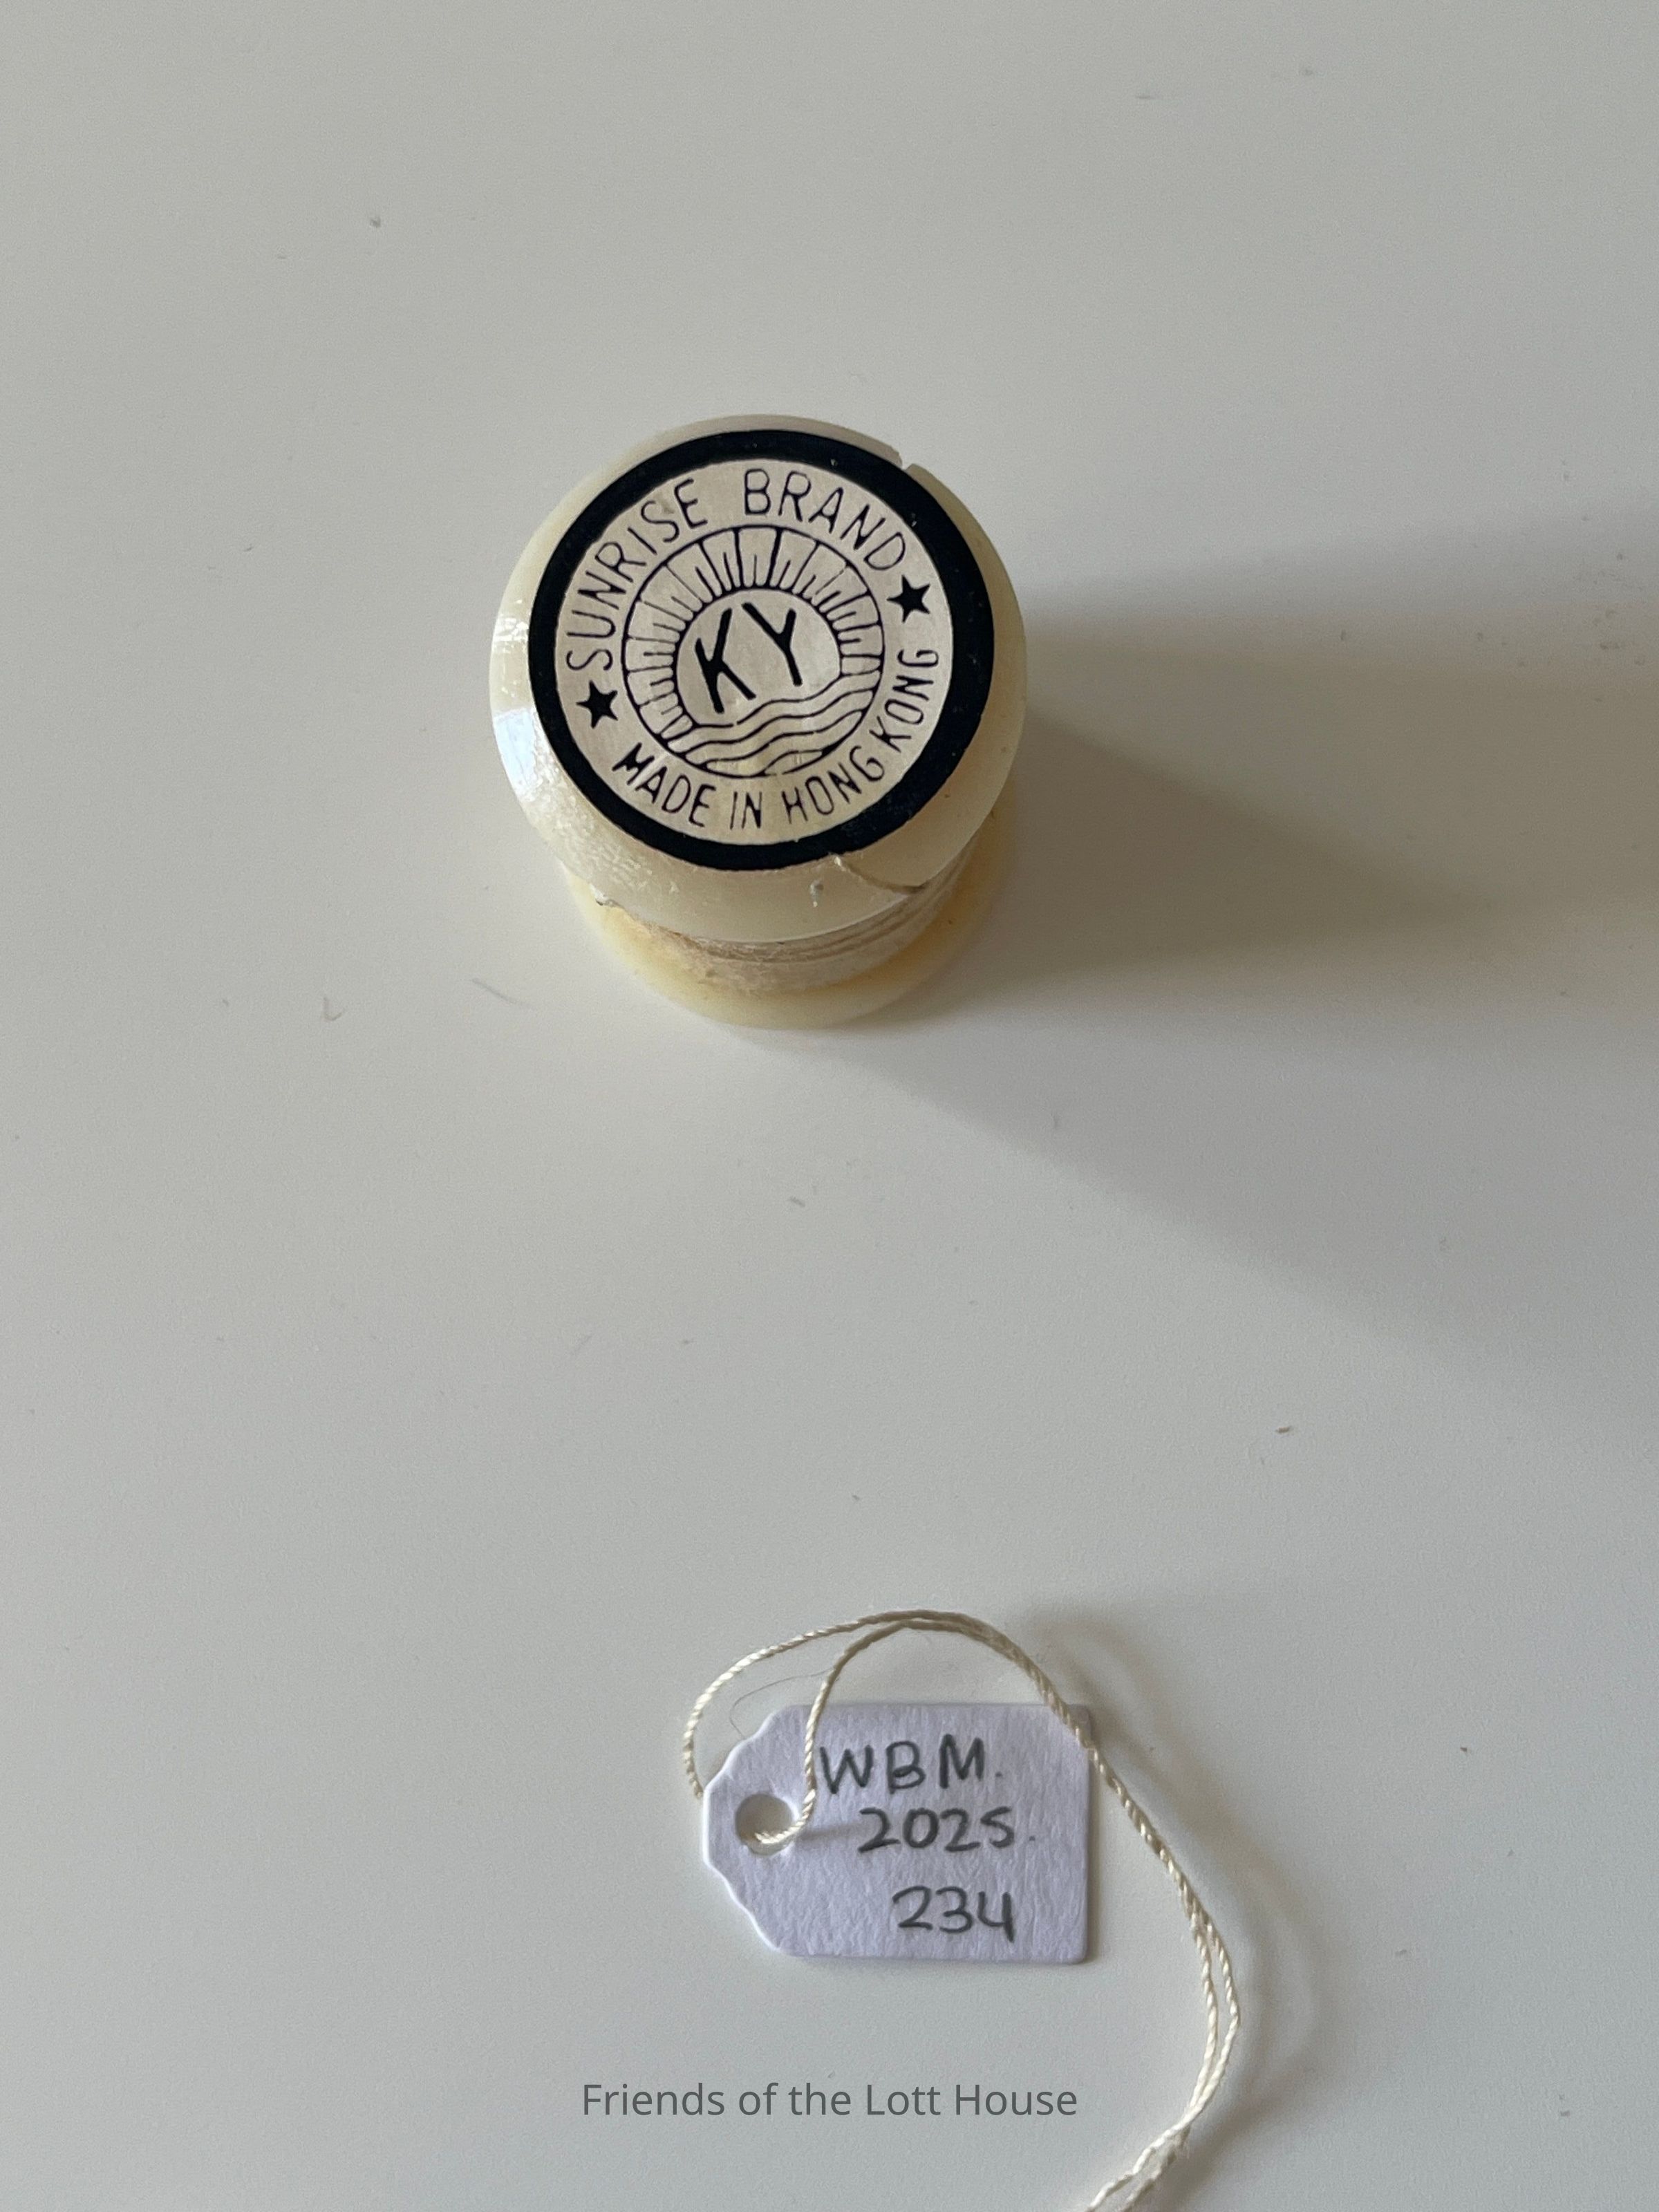 SUNRISE BRAND
KY
MADE IN HONG KONG
WBM.
2025.
234
Friends of the Lott House